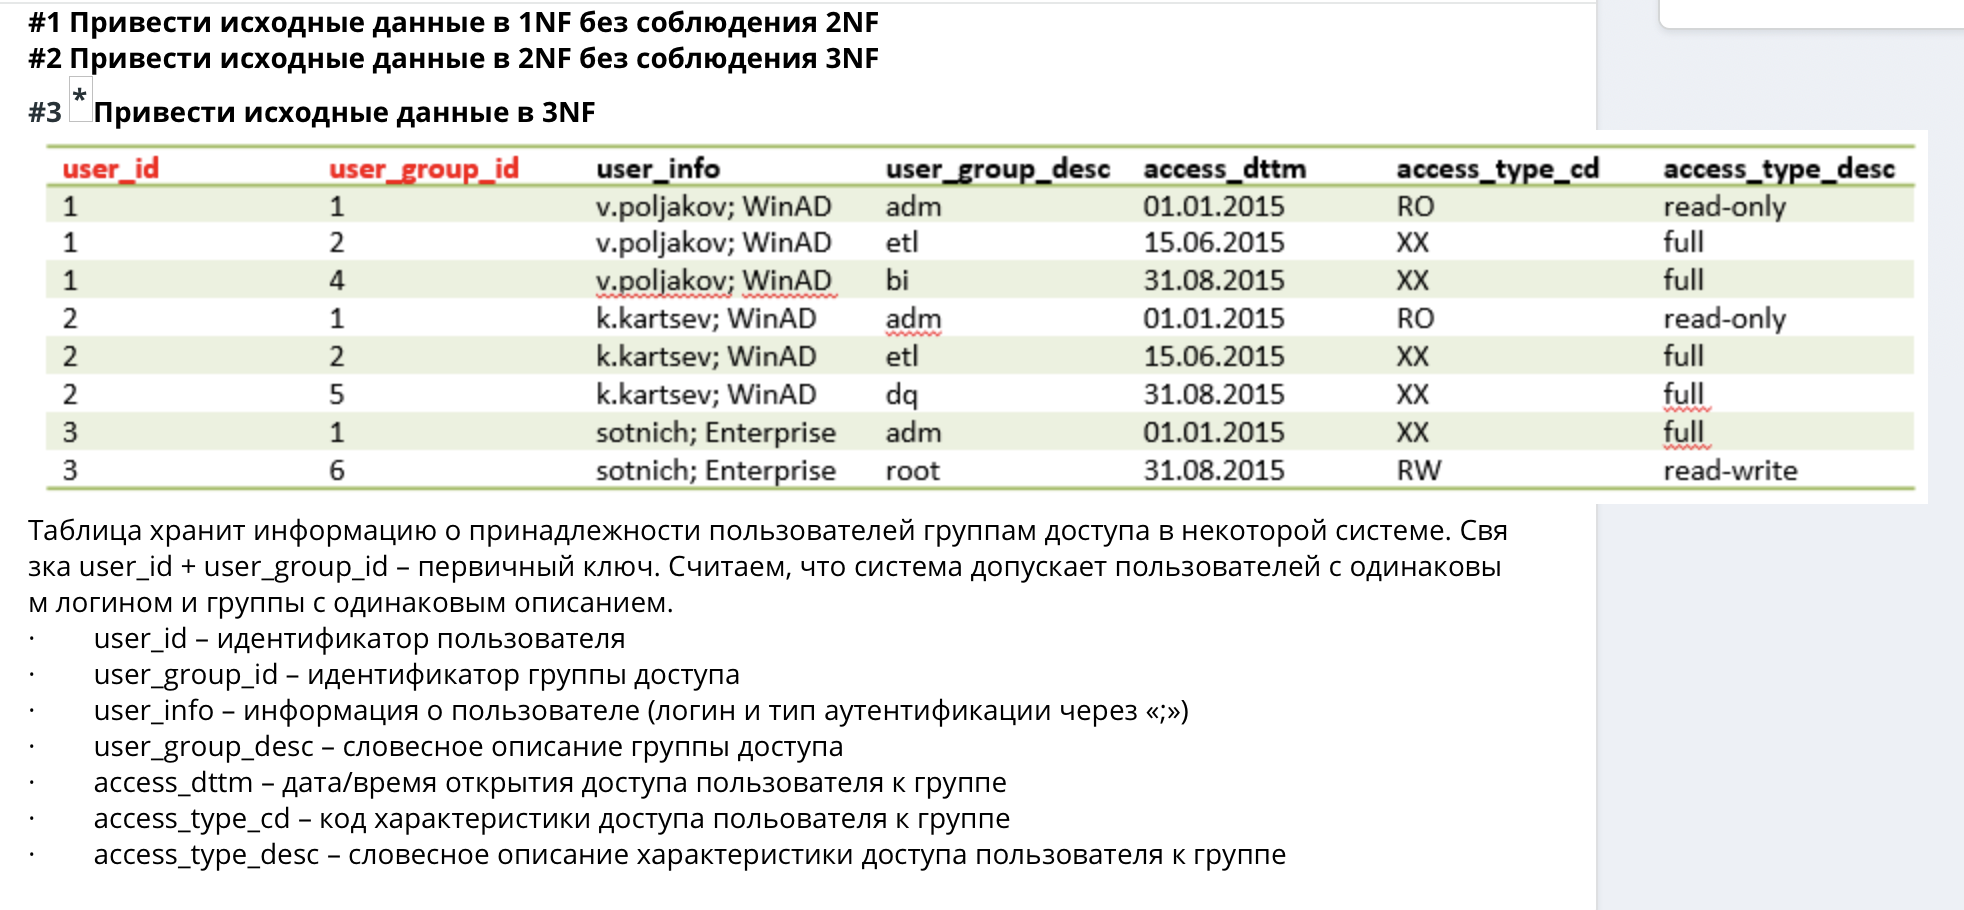 #1 Привести исходные данные в 1NF без соблюдения 2NF
#2 Привести исходные данные в 2NF без соблюдения 3NF
#3 * Привести исходные данные в 3NF
user_id user_group_id user_info user_group_desc access_dttm access_type_cd access_type_desc
1 1 v.poljakov; WinAD adm 01.01.2015 RO read-only
1 2 v.poljakov; WinAD etl 15.06.2015 XX full
1 4 v.poljakov; WinAD bi 31.08.2015 XX full
2 1 k.kartsev; WinAD adm 01.01.2015 RO read-only
2 2 k.kartsev; WinAD etl 15.06.2015 XX full
2 5 k.kartsev; WinAD dq 31.08.2015 XX full
3 1 sotnich; Enterprise adm 01.01.2015 XX full
3 6 sotnich; Enterprise root 31.08.2015 RW read-write
Таблица хранит информацию о принадлежности пользователей группам доступа в некоторой системе. Свя
зка user_id + user_group_id – первичный ключ. Считаем, что система допускает пользователей с одинаковы
м логином и группы с одинаковым описанием.
· user_id – идентификатор пользователя
· user_group_id – идентификатор группы доступа
· user_info – информация о пользователе (логин и тип аутентификации через «;»)
· user_group_desc – словесное описание группы доступа
· access_dttm – дата/время открытия доступа пользователя к группе
· access_type_cd – код характеристики доступа польователя к группе
· access_type_desc – словесное описание характеристики доступа пользователя к группе